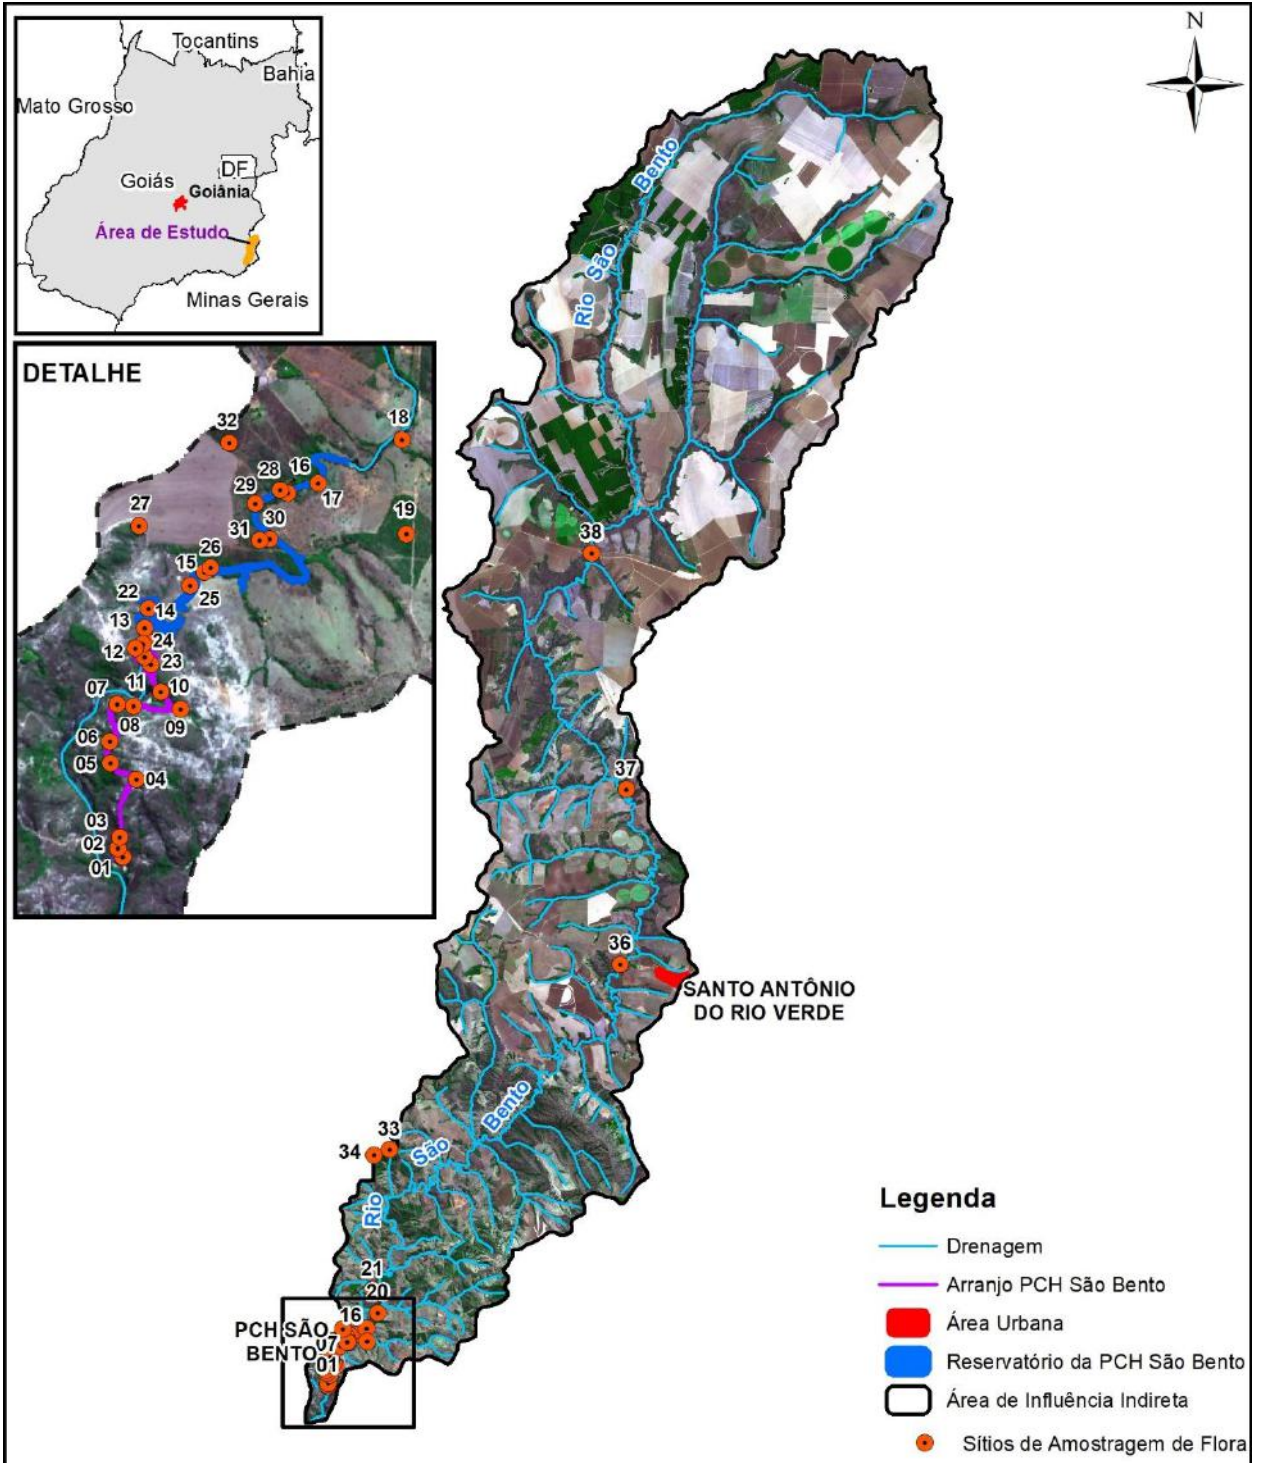 Tocantins
Bahia
Mato Grosso
DF
Goiás
Goiânia
Área de Estudo
Minas Gerais
N
Rio São Bento
DETALHE
32
18
28
16
29
17
27
30
19
31
26
15
25
22
14
13
24
12
23
11
10
07
08
09
06
05
04
03
02
01
38
37
36
SANTO ANTÔNIO
DO RIO VERDE
33
34
Rio São Bento
21
20
16
PCH SÃO
BENTO
07
01
Legenda
Drenagem
Arranjo PCH São Bento
Área Urbana
Reservatório da PCH São Bento
Área de Influência Indireta
Sítios de Amostragem de Flora